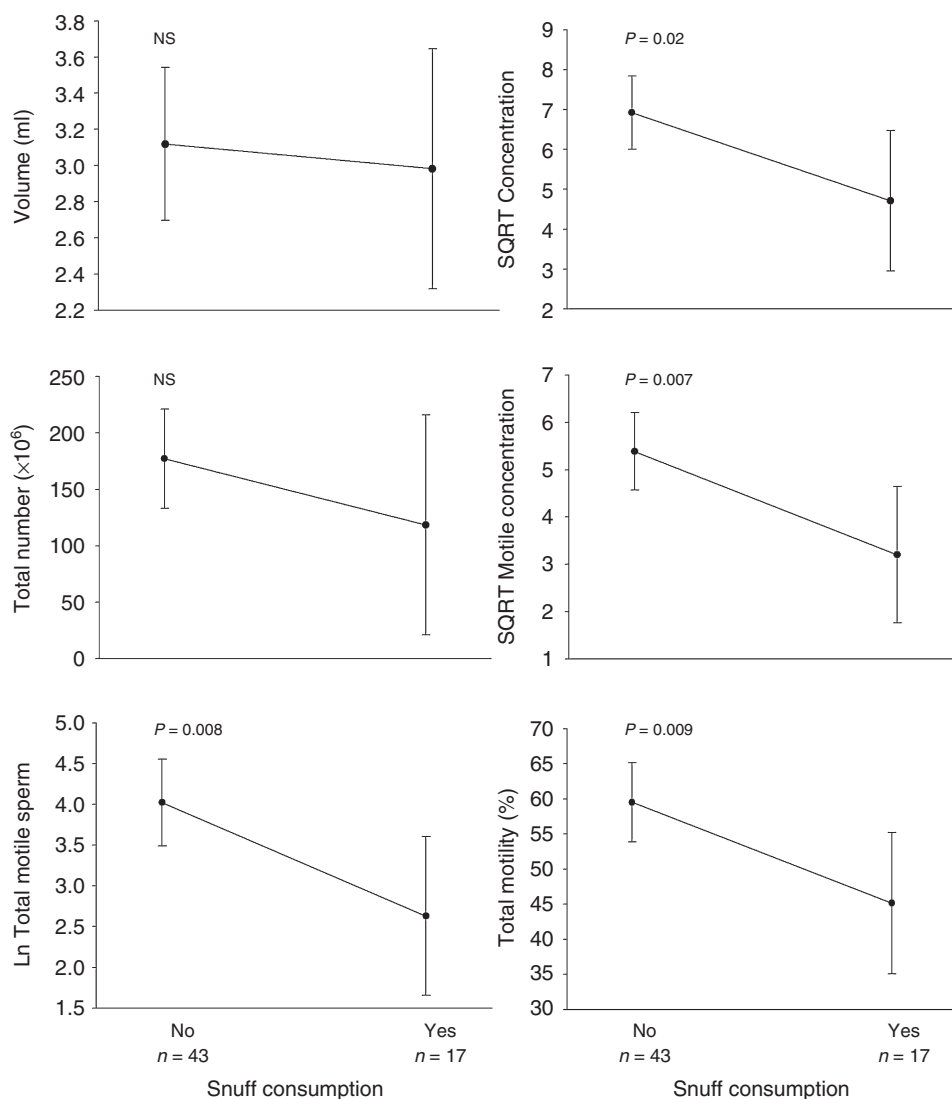 Volume (ml)
3.8
3.6
3.4
3.2
3.0
2.8
2.6
2.4
2.2
NS
SQRT Concentration
9
8
7
6
5
4
3
2
P = 0.02
Total number (×10⁶)
250
200
150
100
50
0
NS
SQRT Motile concentration
7
6
5
4
3
2
1
P = 0.007
Ln Total motile sperm
5.0
4.5
4.0
3.5
3.0
2.5
2.0
1.5
P = 0.008
No
Yes
n = 43
n = 17
Snuff consumption
Total motility (%)
70
65
60
55
50
45
40
35
30
P = 0.009
No
Yes
n = 43
n = 17
Snuff consumption